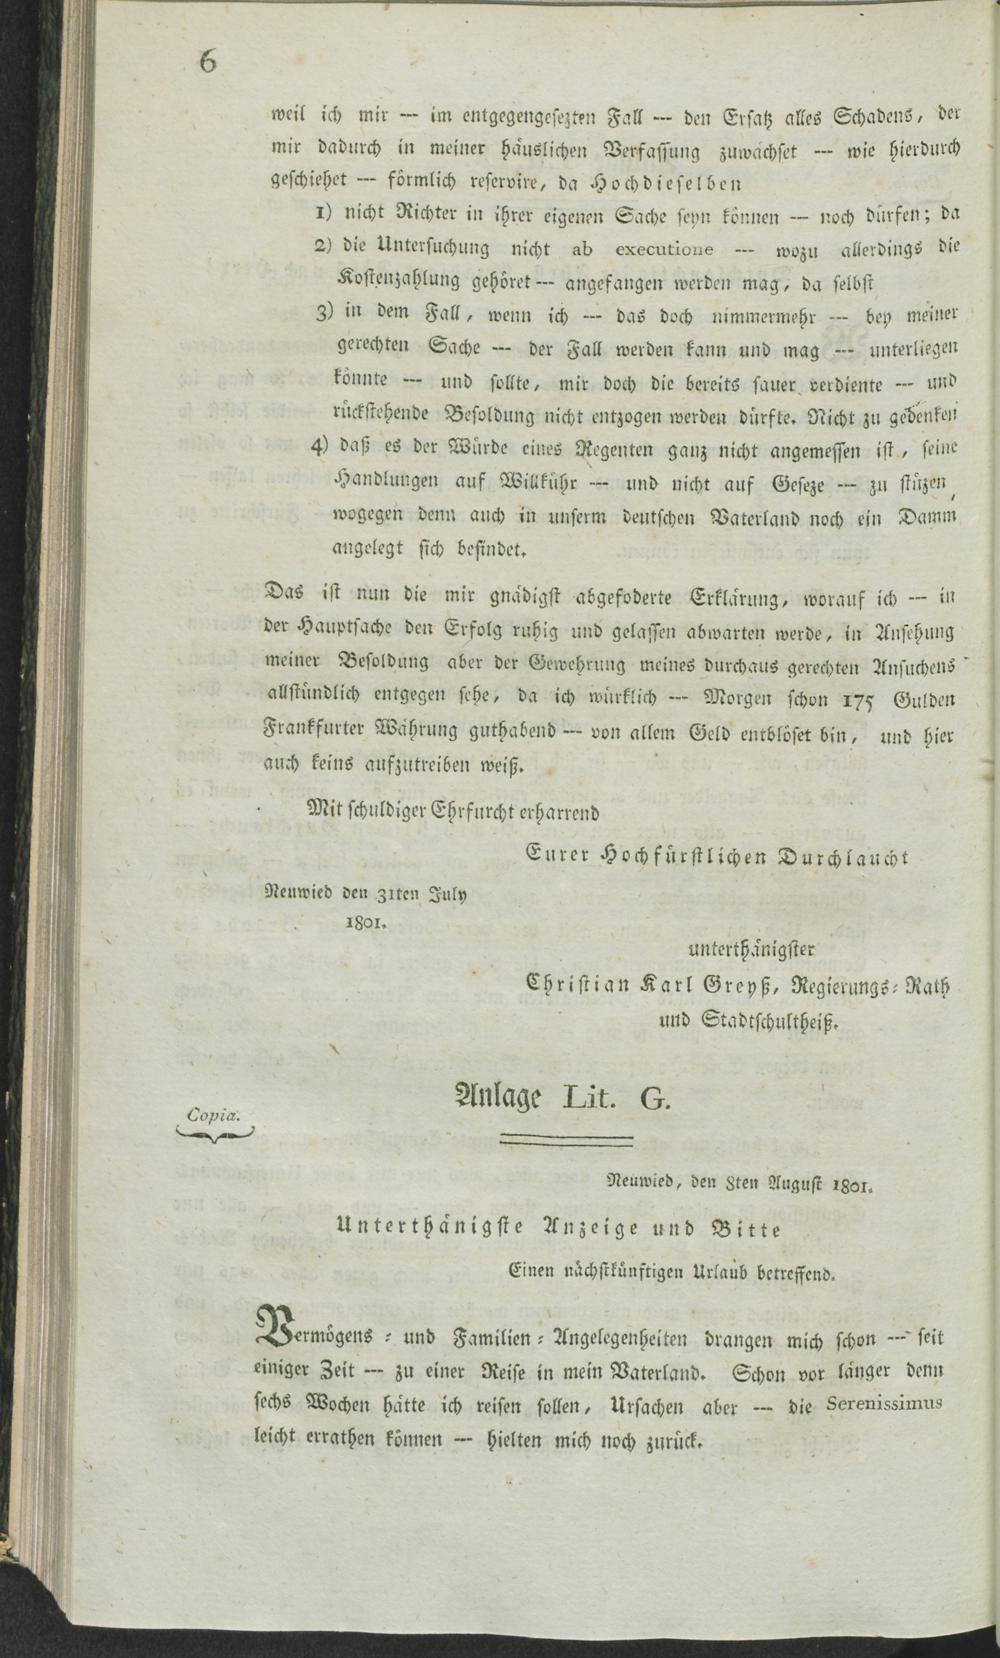 6
weil ich mir --- im entgegengesezten Fall --- den Ersatz alles Schadens, der
mir dadurch in meiner häuslichen Verfassung zuwächset --- wie hierdurch
geschiehet --- förmlich reservire, da Hochdieselben
1) nicht Richter in ihrer eigenen Sache seyn können --- noch dürfen; da
2) die Untersuchung nicht ab executione --- wozu allerdings die
Kostenzahlung gehöret --- angefangen werden mag, da selbst
3) in dem Fall, wenn ich --- das doch nimmermehr --- bey meiner
gerechten Sache --- der Fall werden kann und mag --- unterliegen
könnte --- und sollte, mir doch die bereits sauer verdiente --- und
rückstehende Besoldung nicht entzogen werden dürfte. Nicht zu gedenken
4) daß es der Würde eines Regenten ganz nicht angemessen ist, seine
Handlungen auf Willkühr --- und nicht auf Geseze --- zu stüzen,
wogegen denn auch in unserm deutschen Vaterland noch ein Damm
angelegt sich befindet.
Das ist nun die mir gnädigst abgefoderte Erklärung, worauf ich --- in
der Hauptsache den Erfolg ruhig und gelassen abwarten werde, in Ansehung
meiner Besoldung aber der Gewehrung meines durchaus gerechten Ansuchens
allstündlich entgegen sehe, da ich würklich --- Morgen schon 175 Gulden
Frankfurter Währung guthabend --- von allem Geld entblöset bin, und hier
auch keins aufzutreiben weiß.
Mit schuldiger Ehrfurcht erharrend
Eurer Hochfürstlichen Durchlaucht
Neuwied den 31ten July
1801.
unterthänigster
Christian Karl Greyß, Regierungs-Rath
und Stadtschultheiß.
Anlage Lit. G.
Copia.
Neuwied, den 8ten August 1801.
Unterthänigste Anzeige und Bitte
Einen nächstkünftigen Urlaub betreffend.
Vermögens- und Familien-Angelegenheiten drangen mich schon --- seit
einiger Zeit --- zu einer Reise in mein Vaterland. Schon vor länger denn
sechs Wochen hätte ich reisen sollen, Ursachen aber --- die Serenissimus
leicht errathen können --- hielten mich noch zurück.